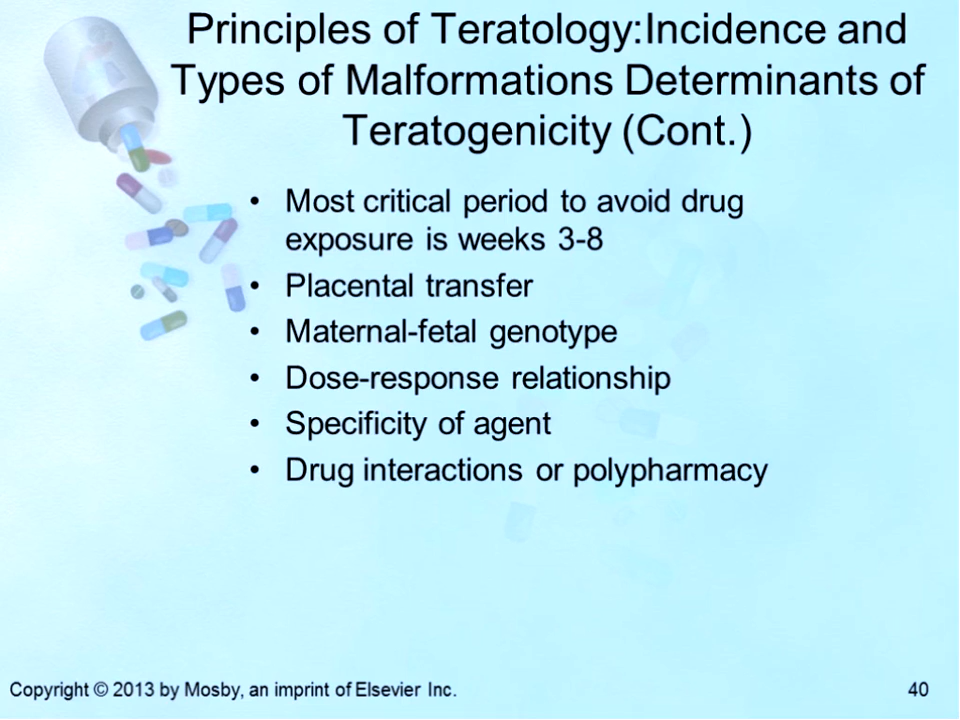 Principles of Teratology:Incidence and
Types of Malformations Determinants of
Teratogenicity (Cont.)
• Most critical period to avoid drug
exposure is weeks 3-8
• Placental transfer
• Maternal-fetal genotype
• Dose-response relationship
• Specificity of agent
• Drug interactions or polypharmacy
Copyright © 2013 by Mosby, an imprint of Elsevier Inc.
40